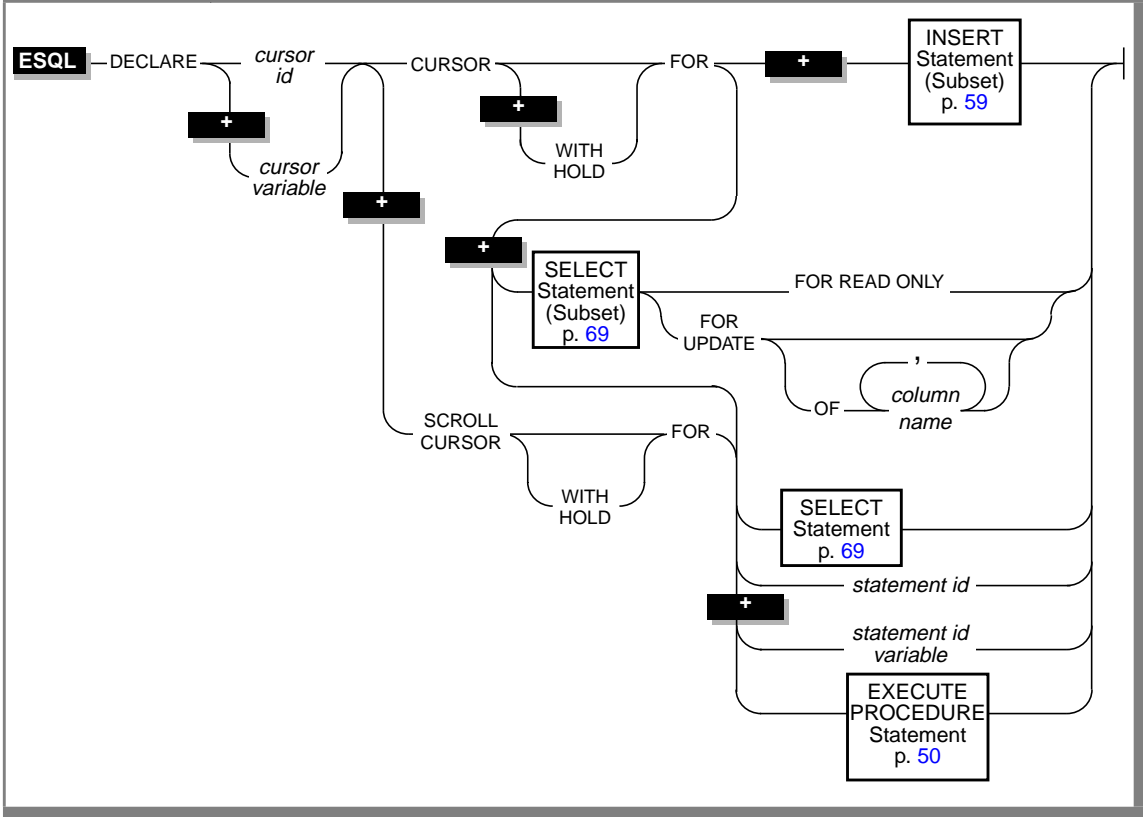 ESQL
DECLARE
cursor
id
+
cursor
variable
CURSOR
+
WITH
HOLD
FOR
+
INSERT
Statement
(Subset)
p. 59
+
+
SELECT
Statement
(Subset)
p. 69
FOR READ ONLY
FOR
UPDATE
OF
,
column
name
SCROLL
CURSOR
WITH
HOLD
FOR
SELECT
Statement
p. 69
statement id
+
statement id
variable
EXECUTE
PROCEDURE
Statement
p. 50